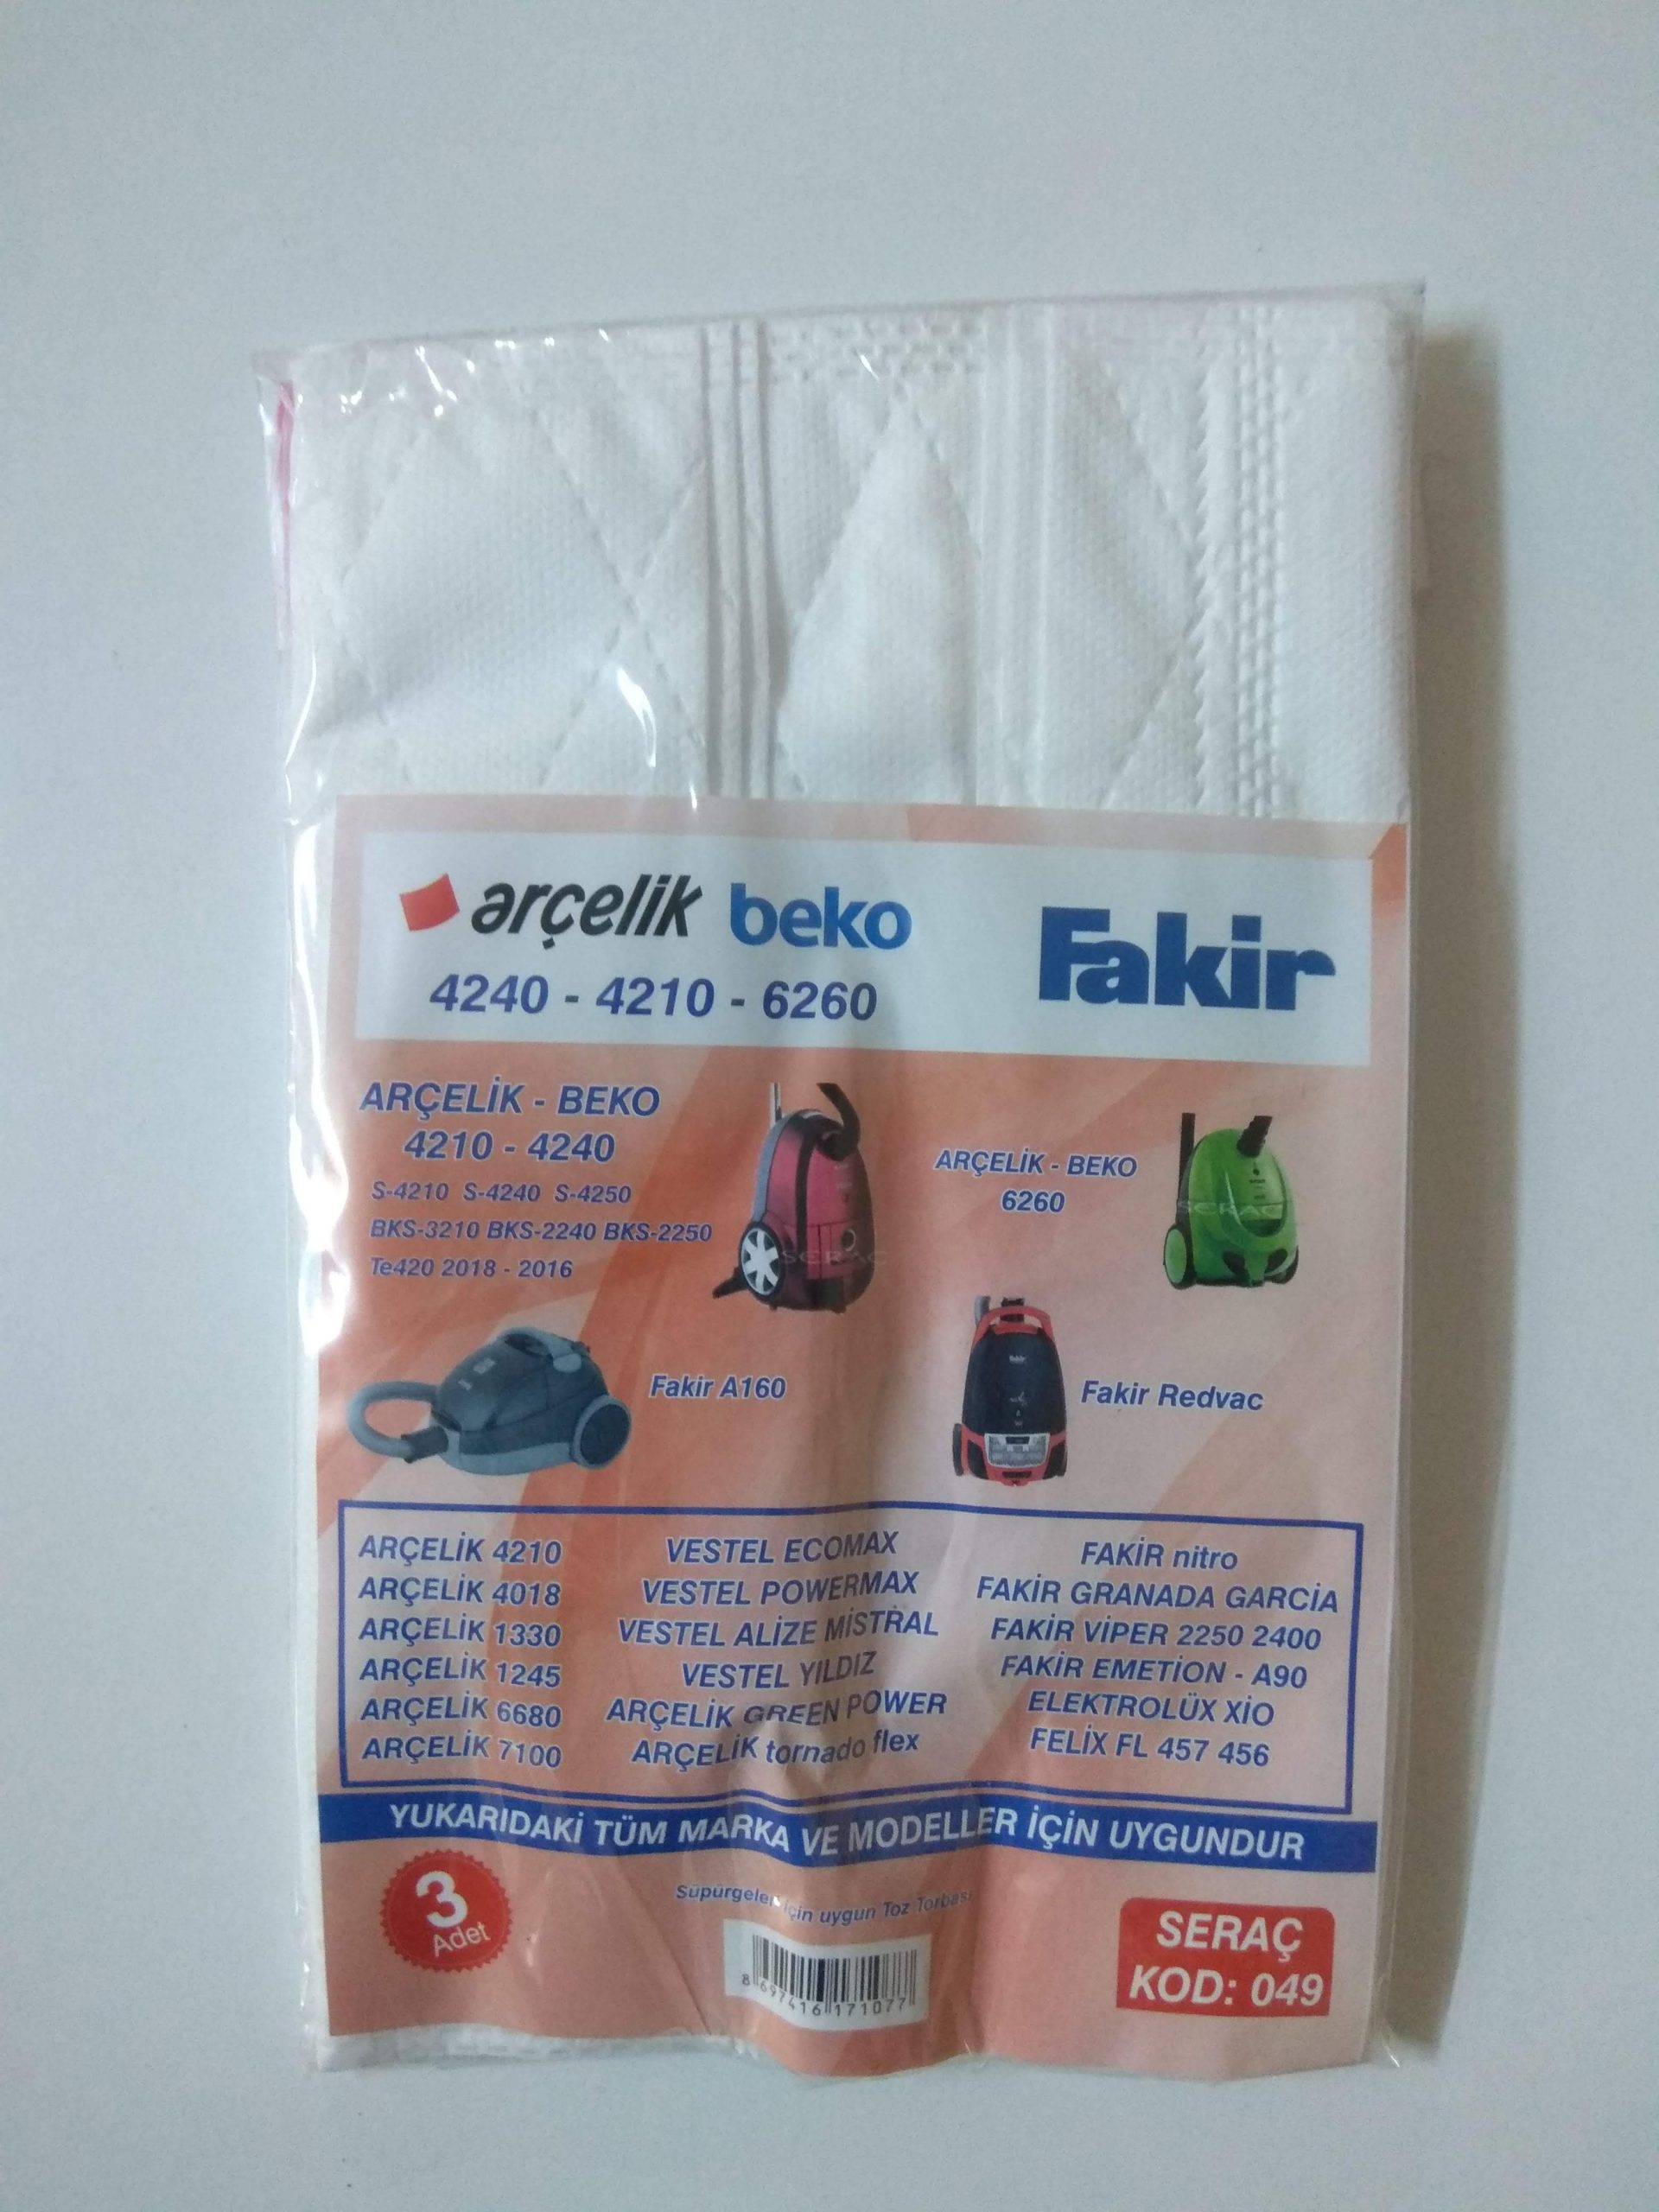 arçelik beko
4240 - 4210 - 6260
Fakir
ARÇELİK - BEKO
4210 - 4240
S-4210 S-4240 S-4250
BKS-3210 BKS-2240 BKS-2250
Te420 2018 - 2016
SERAÇ
ARÇELİK - BEKO
6260
SERAÇ
Fakir A160
Fakir
Fakir Redvac
ARÇELİK 4210
ARÇELİK 4018
ARÇELİK 1330
ARÇELİK 1245
ARÇELİK 6680
ARÇELİK 7100
VESTEL ECOMAX
VESTEL POWERMAX
VESTEL ALİZE MİSTRAL
VESTEL YILDIZ
ARÇELİK GREEN POWER
ARÇELİK tornado flex
FAKİR nitro
FAKİR GRANADA GARCİA
FAKİR VİPER 2250 2400
FAKİR EMETİON - A90
ELEKTROLÜX XİO
FELİX FL 457 456
YUKARIDAKİ TÜM MARKA VE MODELLER İÇİN UYGUNDUR
3
Adet
Süpürgeler için uygun Toz Torbası
8 697416 171077
SERAÇ
KOD: 049